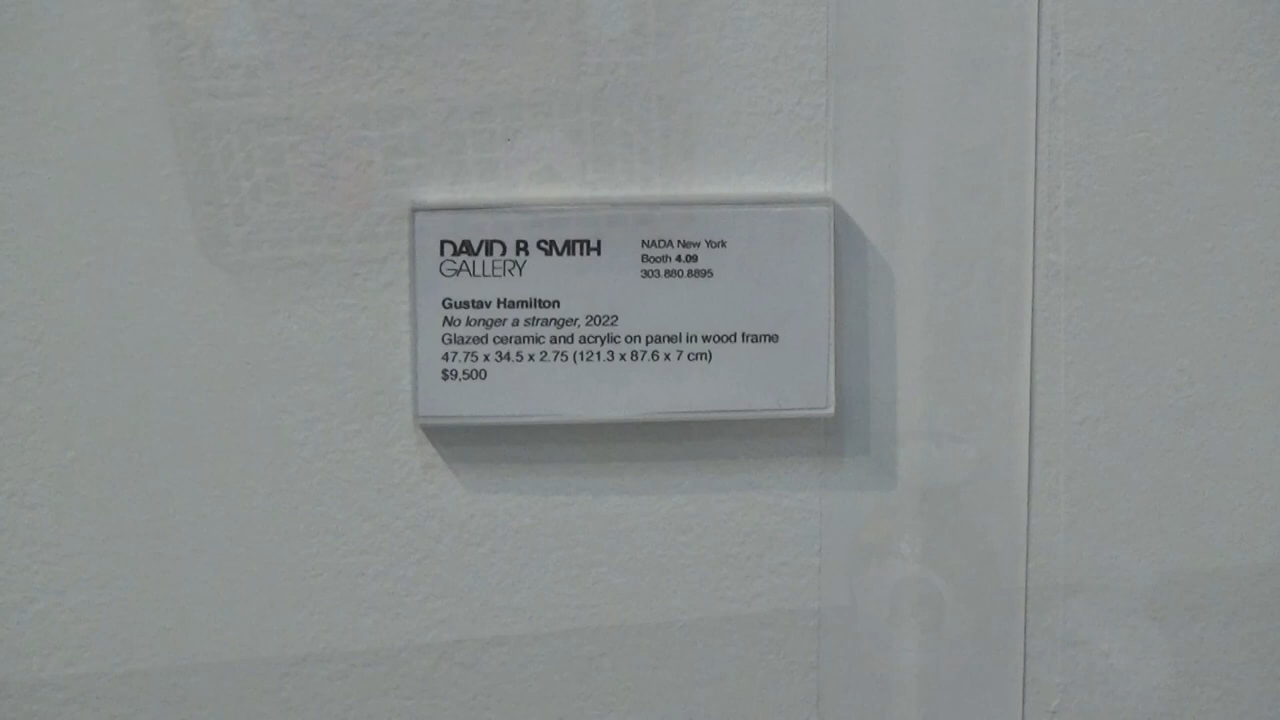 DAVID B SMITH
GALLERY
NADA New York
Booth 4.09
303.880.8895
Gustav Hamilton
No longer a stranger, 2022
Glazed ceramic and acrylic on panel in wood frame
47.75 x 34.5 x 2.75 (121.3 x 87.6 x 7 cm)
$9,500